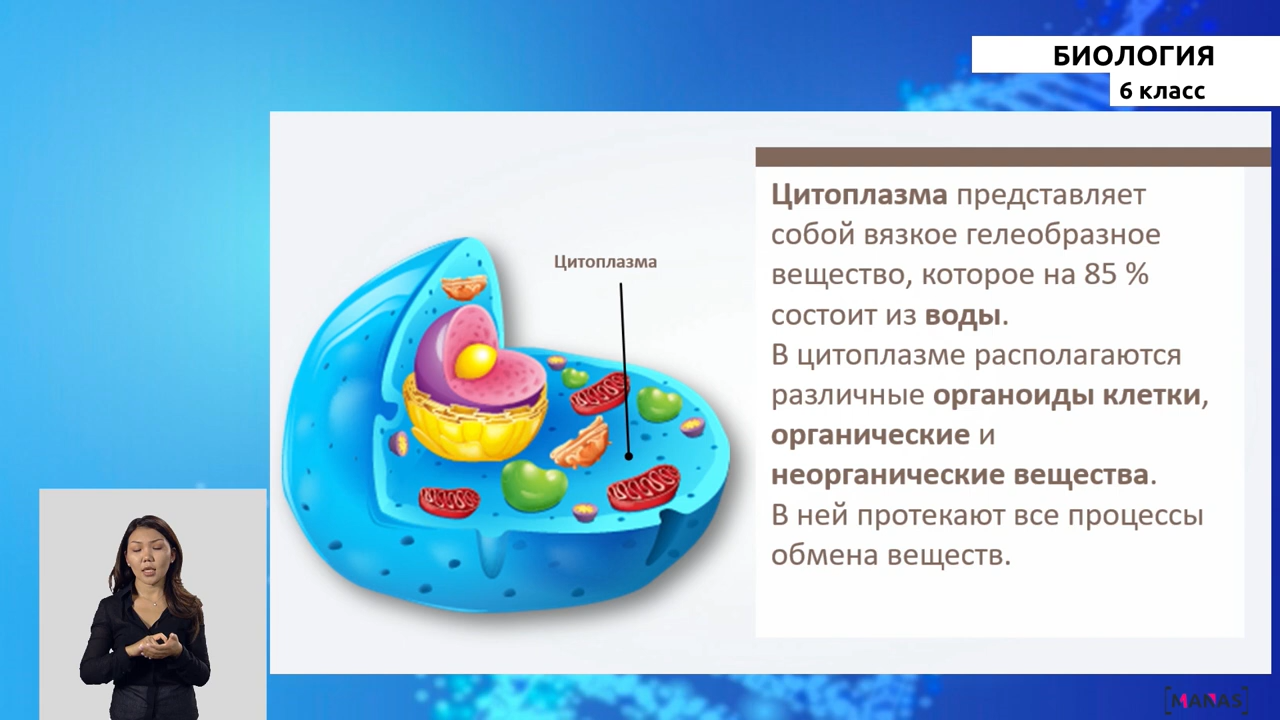 БИОЛОГИЯ
6 класс
Цитоплазма
Цитоплазма представляет
собой вязкое гелеобразное
вещество, которое на 85 %
состоит из воды.
В цитоплазме располагаются
различные органоиды клетки,
органические и
неорганические вещества.
В ней протекают все процессы
обмена веществ.
MANAS